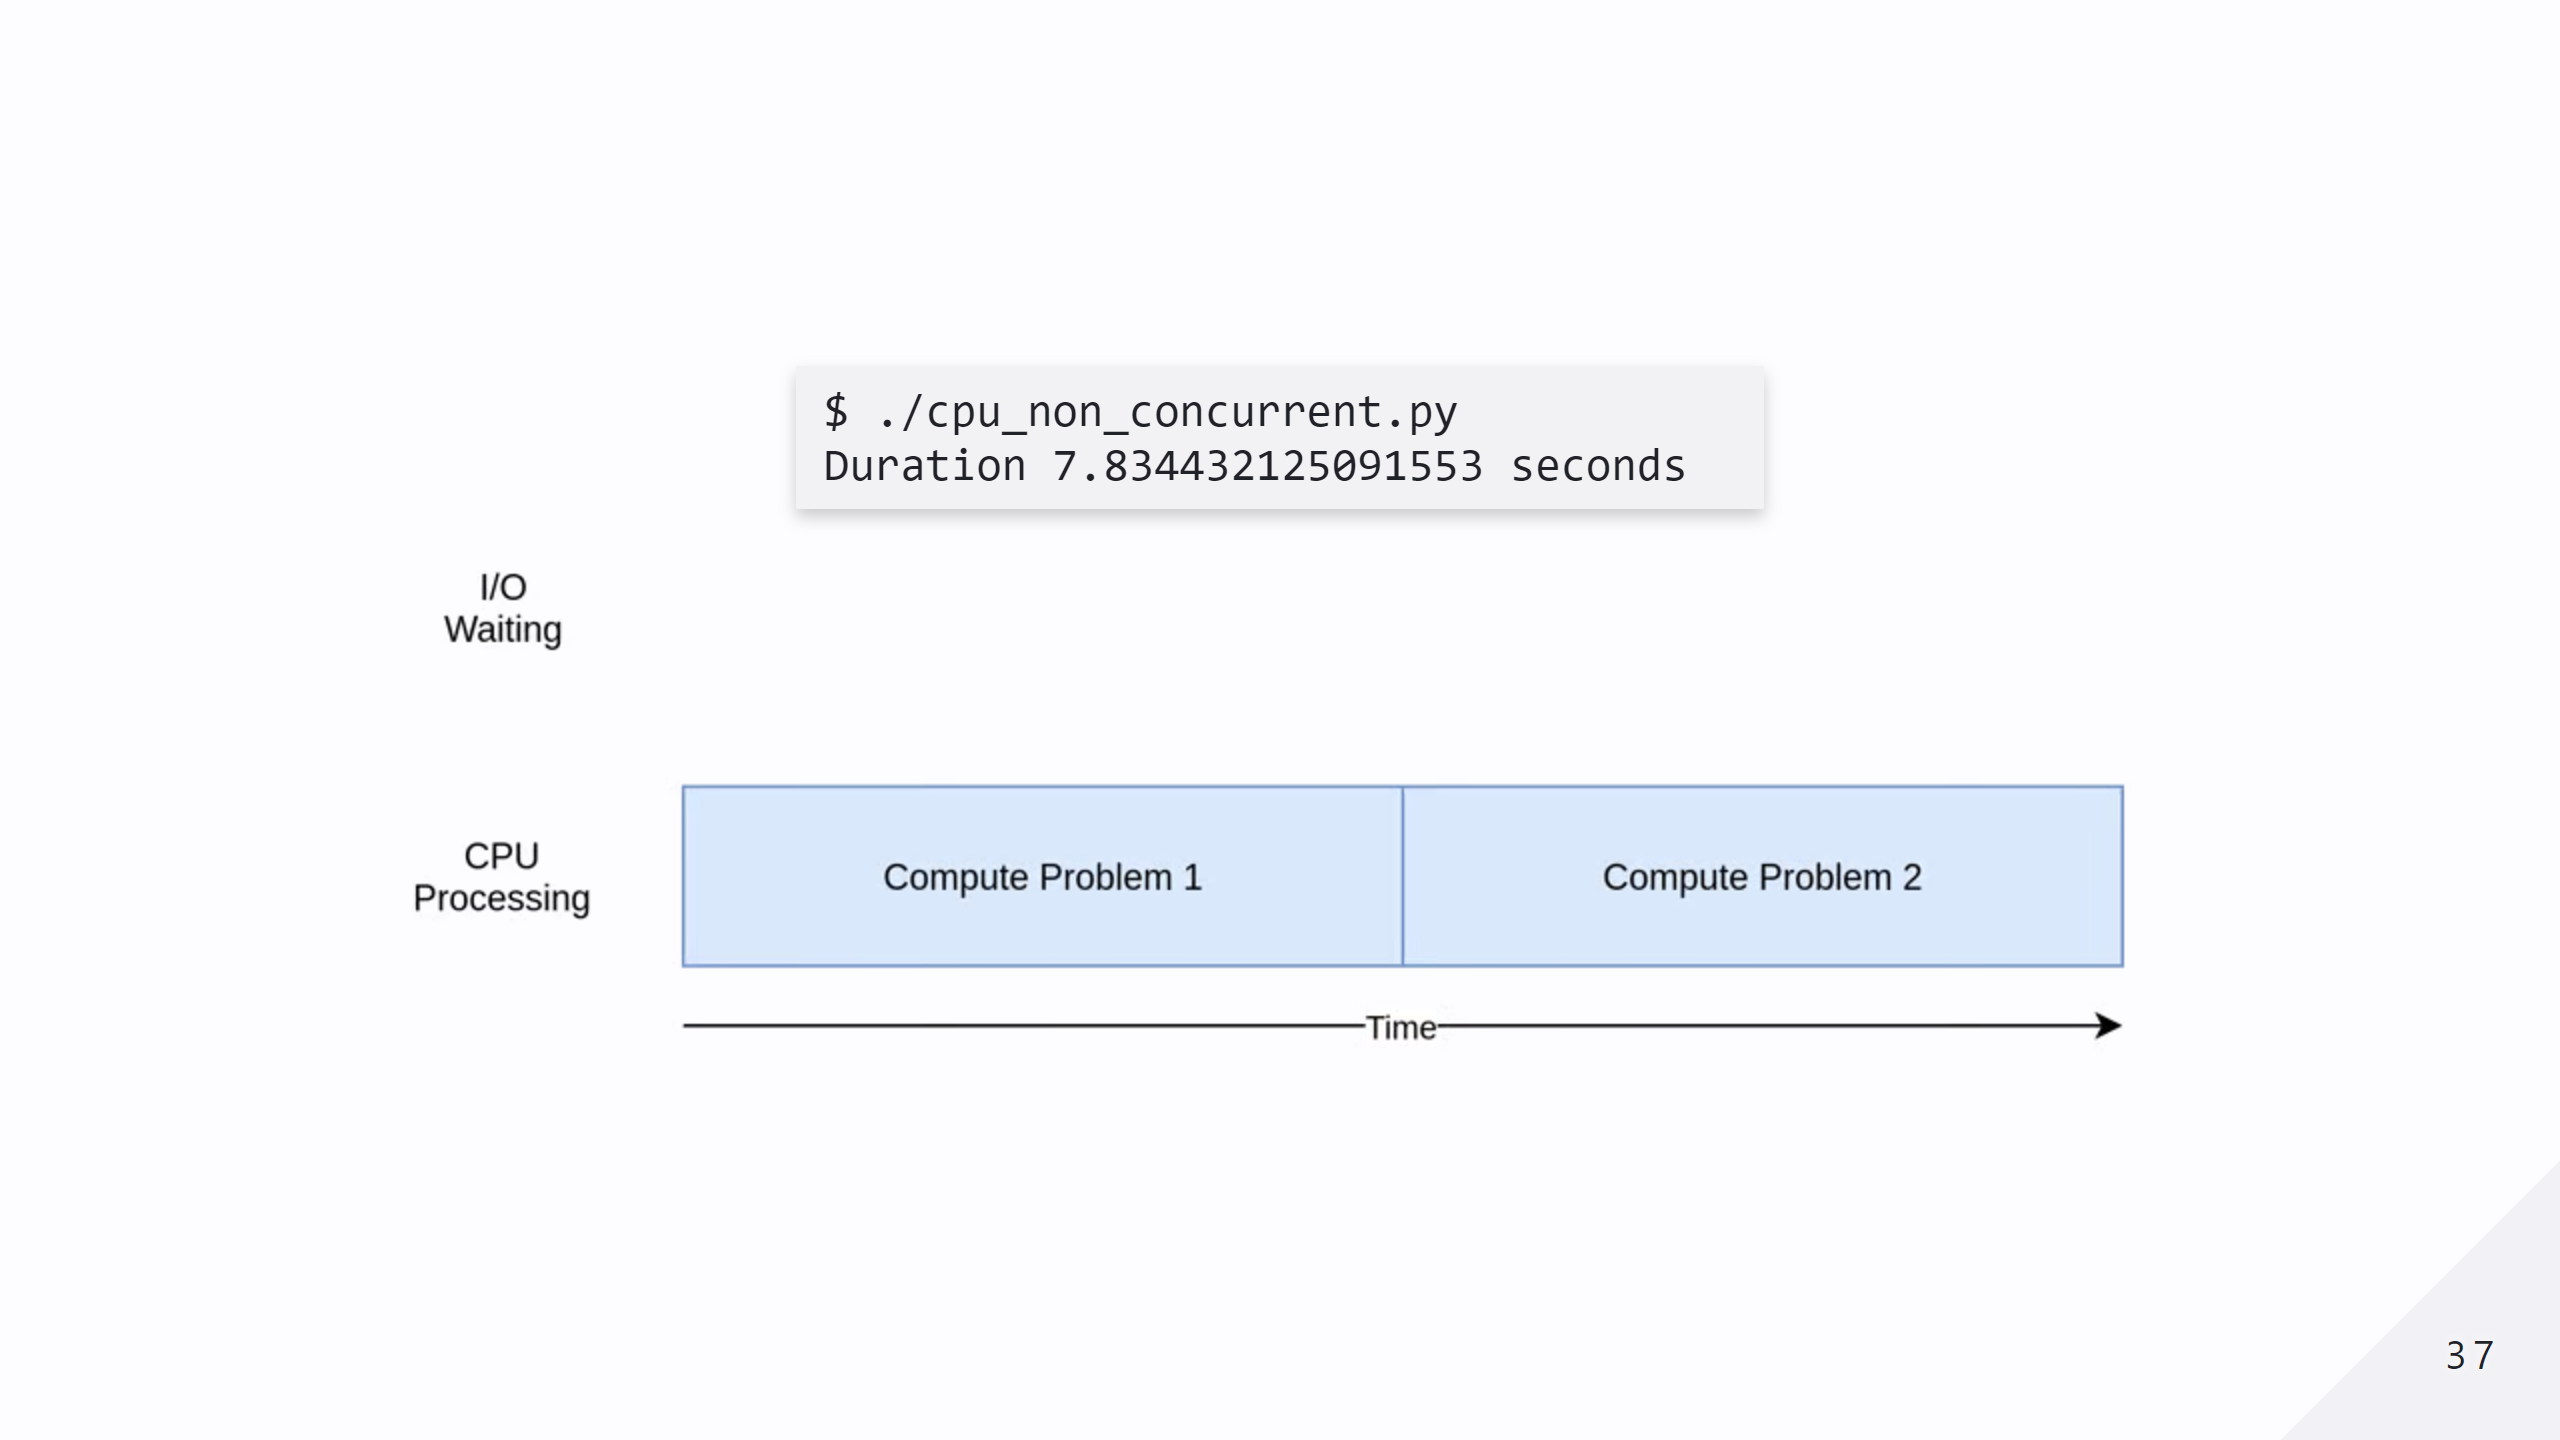 $ ./cpu_non_concurrent.py
Duration 7.834432125091553 seconds
I/O
Waiting
CPU
Processing
Compute Problem 1
Compute Problem 2
Time
37